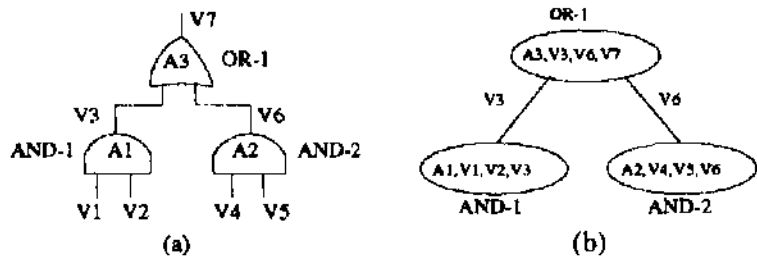 V7
A3 OR-1
V3 V6
AND-1 A1 A2 AND-2
V1 V2 V4 V5
(a)
OR-1
A3,V3,V6,V7
V3 V6
A1,V1,V2,V3 A2,V4,V5,V6
AND-1 AND-2
(b)